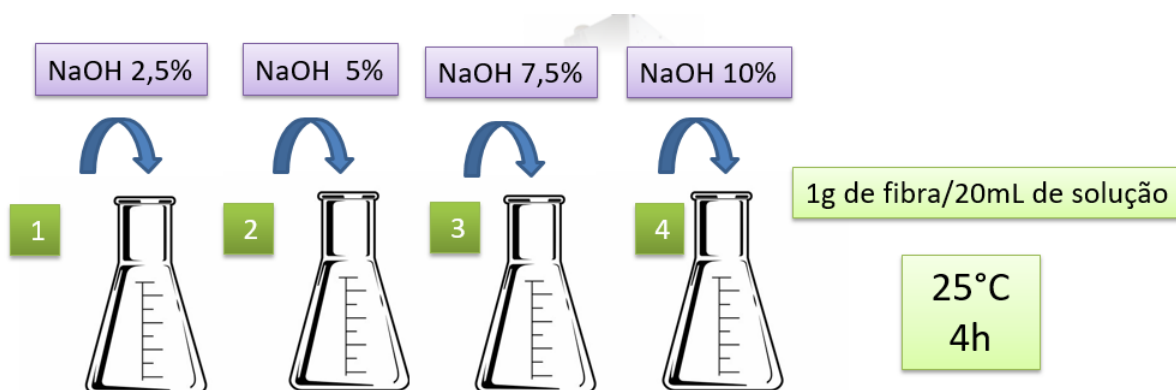 NaOH 2,5%
NaOH  5%
NaOH 7,5%
NaOH 10%
1
2
3
4
1g de fibra/20mL de solução
25°C
4h